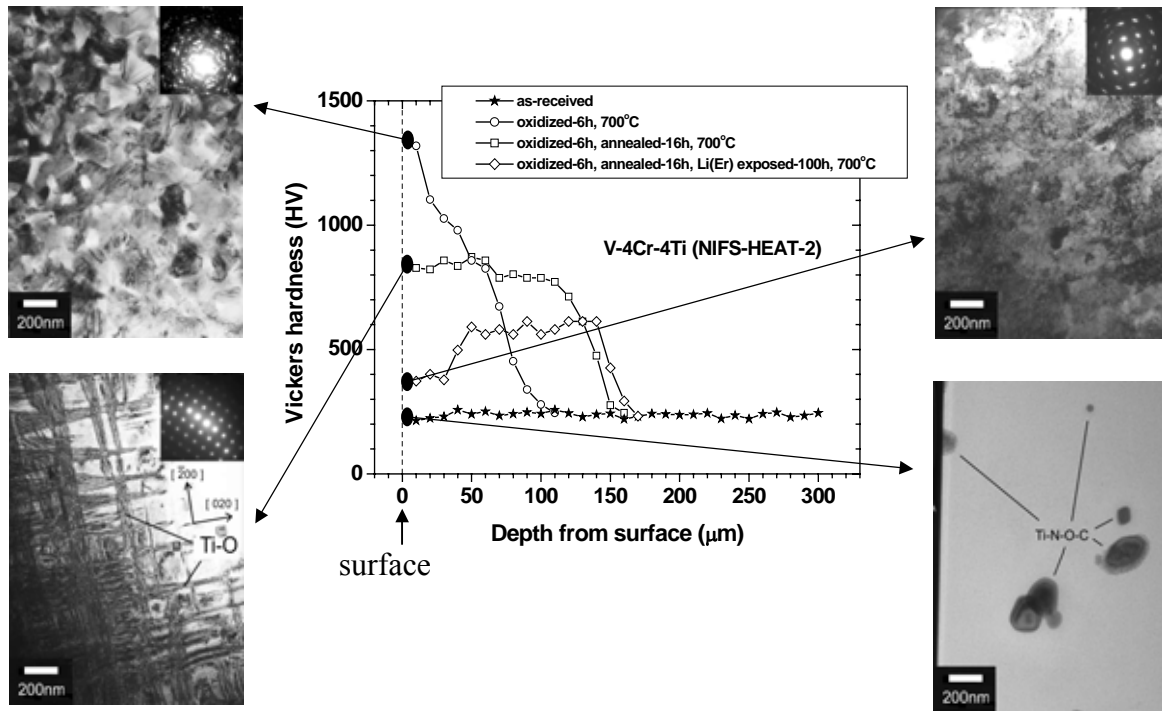 1500
1000
500
0
Vickers hardness (HV)
as-received
oxidized-6h, 700°C
oxidized-6h, annealed-16h, 700°C
oxidized-6h, annealed-16h, Li(Er) exposed-100h, 700°C
V-4Cr-4Ti (NIFS-HEAT-2)
0 50 100 150 200 250 300
Depth from surface (μm)
surface
200nm
200nm
[2̅00]
[020]
Ti-O
200nm
Ti-N-O-C
200nm